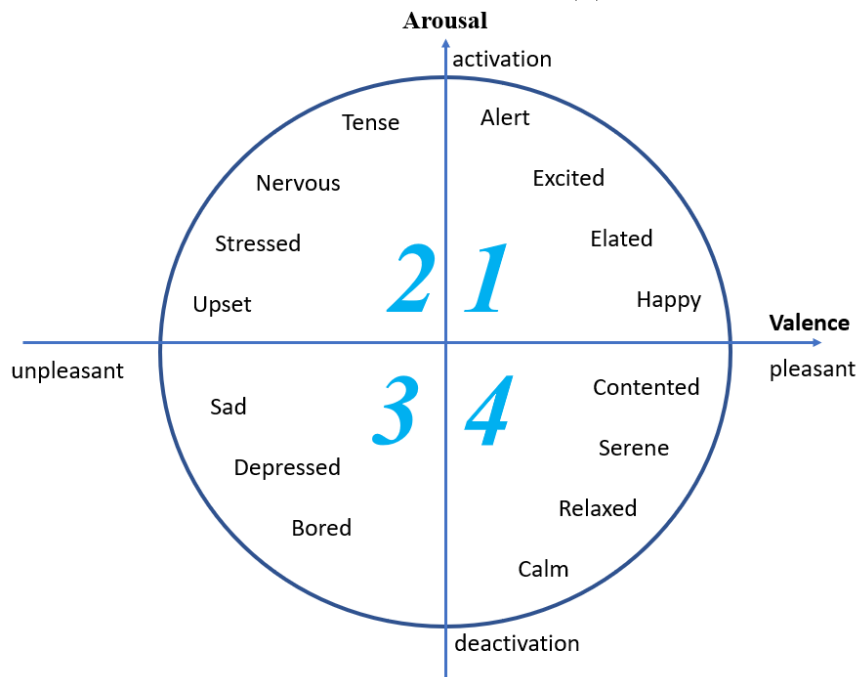 Arousal
activation
Tense
Alert
Nervous
Excited
Stressed
Elated
2 1
Upset
Happy
Valence
unpleasant
pleasant
3 4
Contented
Sad
Serene
Depressed
Relaxed
Bored
Calm
deactivation